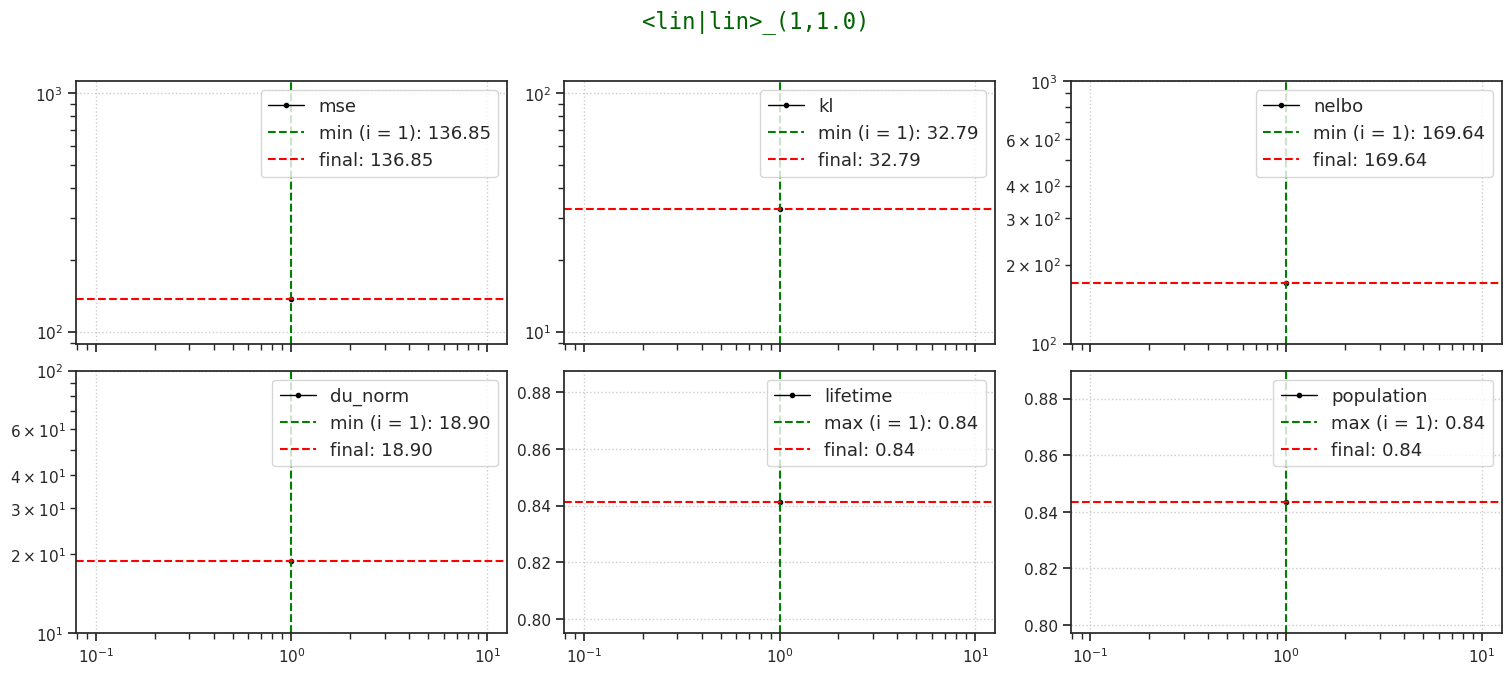 <lin|lin>_(1,1.0)
10³
10²
mse
min (i = 1): 136.85
final: 136.85
10²
10¹
kl
min (i = 1): 32.79
final: 32.79
10³
6 × 10²
4 × 10²
3 × 10²
2 × 10²
10²
nelbo
min (i = 1): 169.64
final: 169.64
10²
6 × 10¹
4 × 10¹
3 × 10¹
2 × 10¹
10¹
du_norm
min (i = 1): 18.90
final: 18.90
10⁻¹ 10⁰ 10¹
0.88
0.86
0.84
0.82
0.80
lifetime
max (i = 1): 0.84
final: 0.84
10⁻¹ 10⁰ 10¹
0.88
0.86
0.84
0.82
0.80
population
max (i = 1): 0.84
final: 0.84
10⁻¹ 10⁰ 10¹